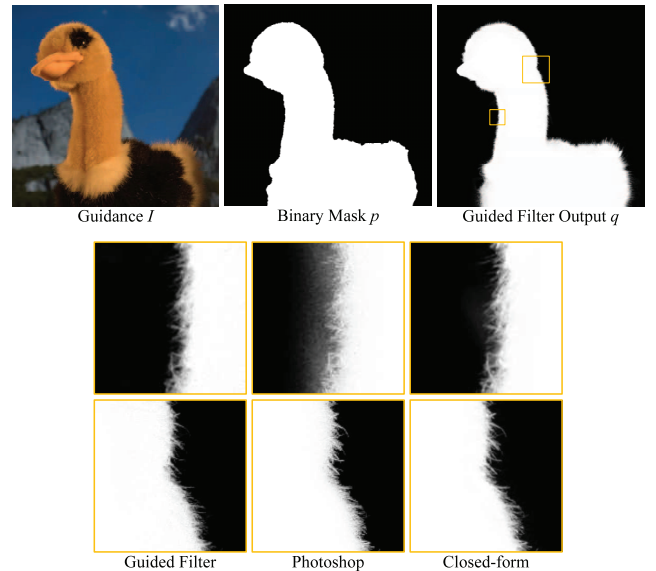 Guidance I
Binary Mask p
Guided Filter Output q
Guided Filter
Photoshop
Closed-form